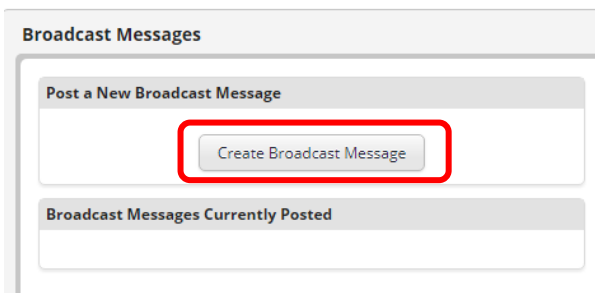 Broadcast Messages
Post a New Broadcast Message
Create Broadcast Message
Broadcast Messages Currently Posted